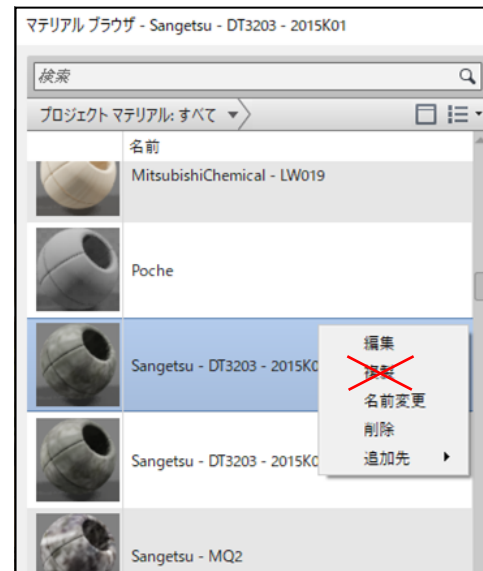 マテリアル ブラウザ - Sangetsu - DT3203 - 2015K01
検索
プロジェクト マテリアル: すべて
名前
MitsubishiChemical - LW019
Poche
Sangetsu - DT3203 - 2015K0
編集
複製
名前変更
削除
追加先
Sangetsu - DT3203 - 2015K0
Sangetsu - MQ2